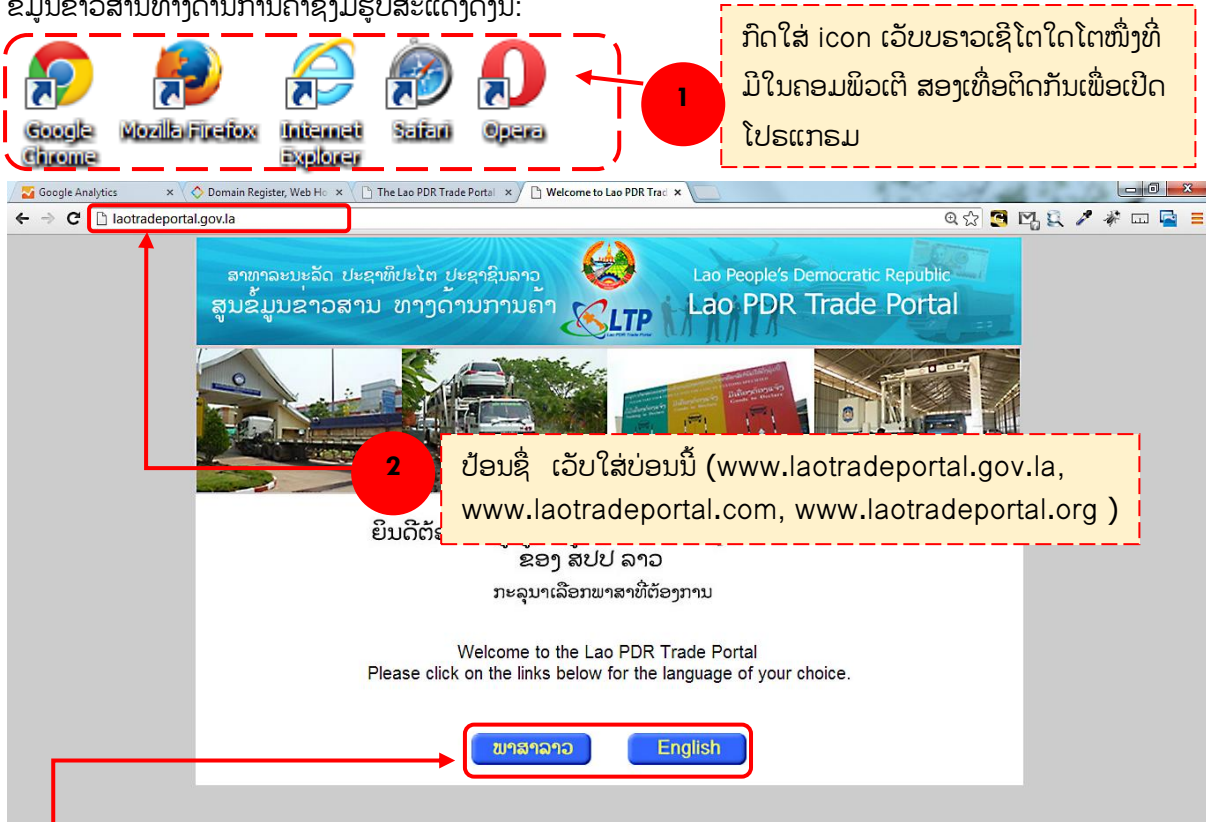 ຂໍ້ມູນຂ່າວສານທາງດ້ານການຄ້າຊຶ່ງມີຮູບສະແດງດັ່ງນີ້:
ກົດໃສ່ icon ເວັບບຣາວເຊີໂຕໃດໂຕໜື່ງທີ່
ມີໃນຄອມພິວເຕີ ສອງເທື່ອຕິດກັນເພື່ອເປີດ
ໂປຣແກຣມ
1
Google Chrome
Mozilla Firefox
Internet Explorer
Safari
Opera
Google Analytics
Domain Register, Web Ho
The Lao PDR Trade Portal
Welcome to Lao PDR Trad
laotradeportal.gov.la
ສາທາລະນະລັດ ປະຊາທິປະໄຕ ປະຊາຊົນລາວ
ສູນຂໍ້ມູນຂ່າວສານ ທາງດ້ານການຄ້າ
LTP
Lao People's Democratic Republic
Lao PDR Trade Portal
2
ປ້ອນຊື່ ເວັບໃສ່ບ່ອນນີ້ (www.laotradeportal.gov.la,
www.laotradeportal.com, www.laotradeportal.org )
ຍິນດີຕ້ອ
ຂອງ ສປປ ລາວ
ກະລຸນາເລືອກພາສາທີ່ຕ້ອງການ
Welcome to the Lao PDR Trade Portal
Please click on the links below for the language of your choice.
ພາສາລາວ
English